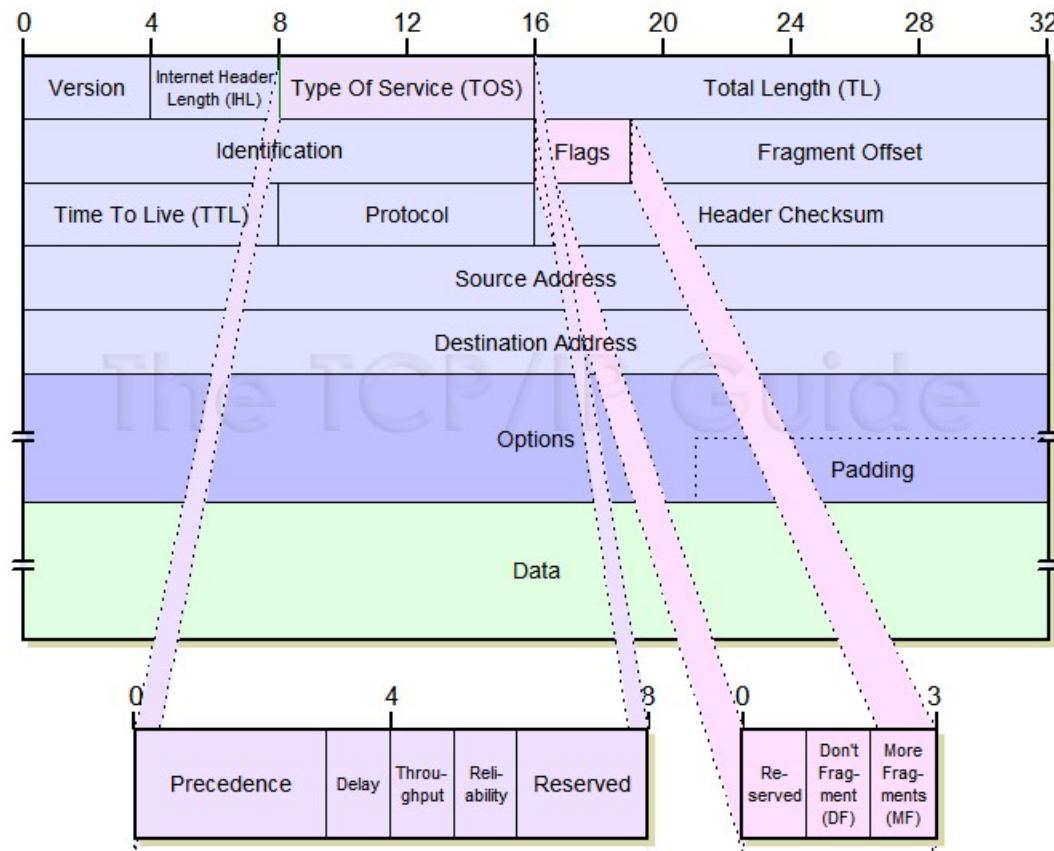 0 4 8 12 16 20 24 28 32
Version
Internet Header
Length (IHL)
Type Of Service (TOS)
Total Length (TL)
Identification
Flags
Fragment Offset
Time To Live (TTL)
Protocol
Header Checksum
Source Address
Destination Address
The TCP/IP Guide
Options
Padding
Data
0 4 8
Precedence
Delay
Throu-
ghput
Reli-
ability
Reserved
0 3
Re-
served
Don't
Frag-
ment
(DF)
More
Frag-
ments
(MF)